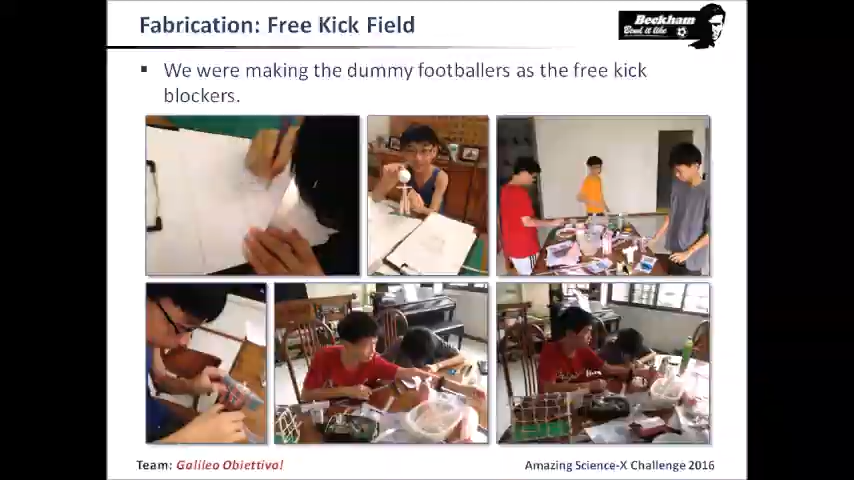 Fabrication: Free Kick Field
Beckham
Bend it like
▪ We were making the dummy footballers as the free kick
blockers.
Team: Galileo Obiettivo!
Amazing Science-X Challenge 2016